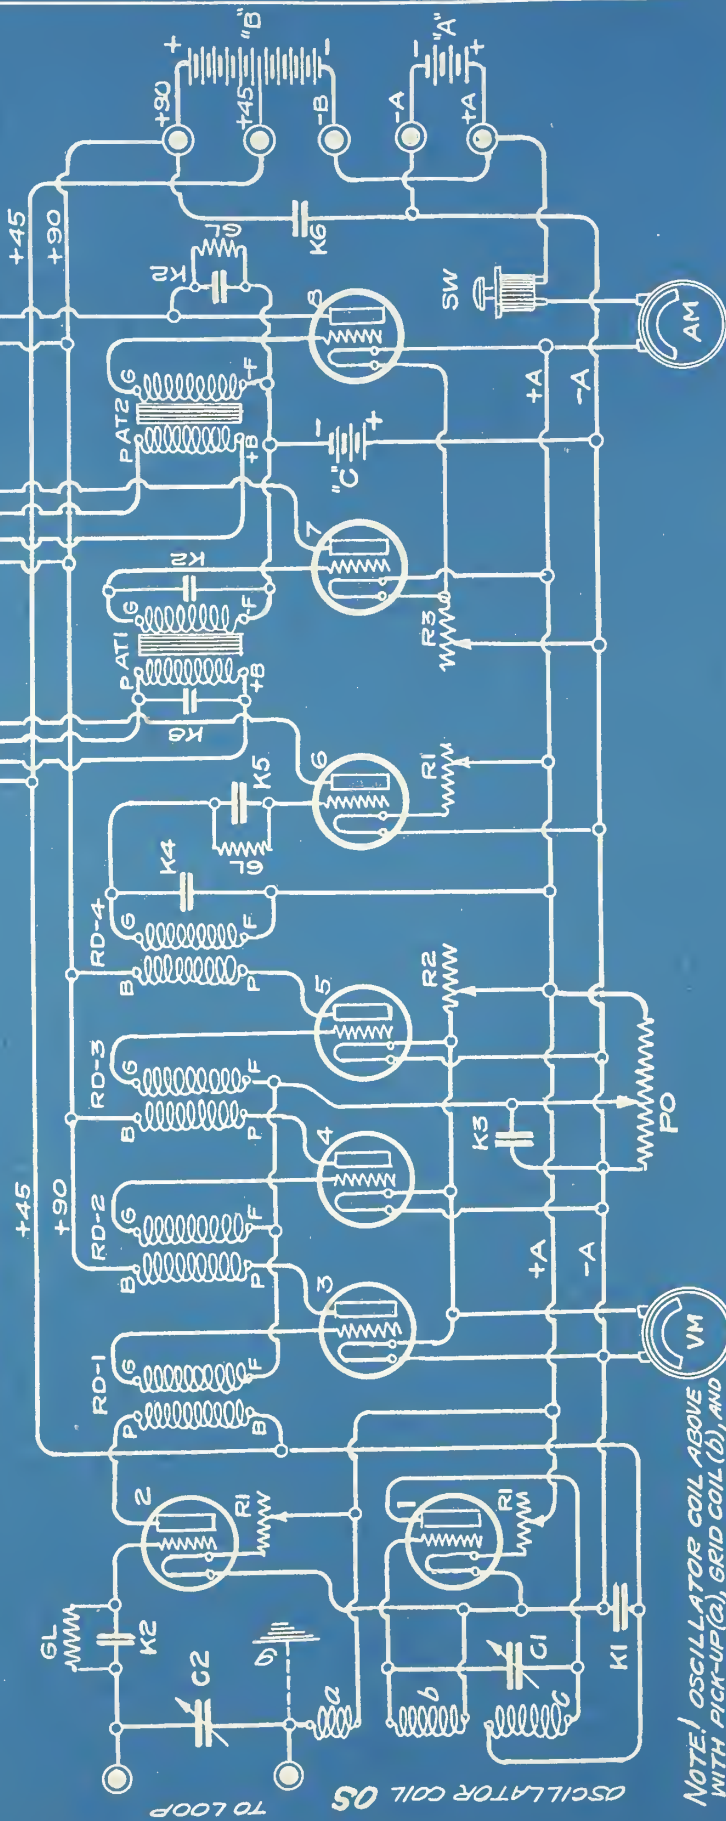 +45
+90
+45
+90
+90
+45
-B
-A
+A
+
"B"
-
-
"A"
+
GL
K2
C2
G
TO LOOP
a
b
c
OSCILLATOR COIL OS
C1
K1
2
R1
1
R1
P RD-1 G
B F
B RD-2 G
P F
B RD-3 G
P F
B RD-4 G
P F
3
4
5
R2
K3
PO
VM
+A
-A
K4
GL
K5
6
R1
P AT1 G
+B -F
K6
K2
7
R3
P AT2 G
+B -F
"C"
-
+
K2
GL
8
K6
SW
+A
-A
AM
NOTE! OSCILLATOR COIL ABOVE
WITH PICK-UP(a), GRID COIL(b), AND